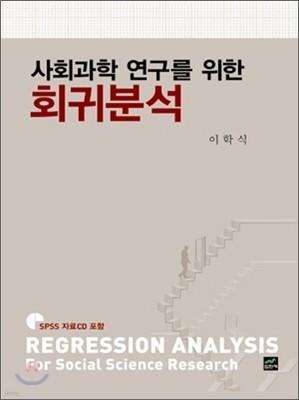 사회과학 연구를 위한
회귀분석
이 학 식
SPSS 자료CD 포함
REGRESSION ANALYSIS
For Social Science Research